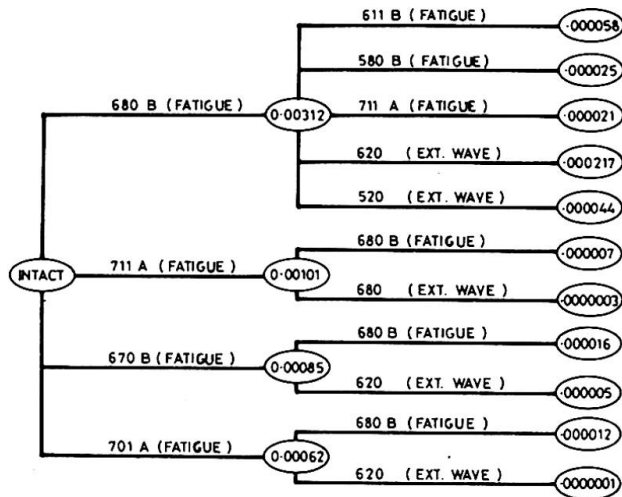 611 B (FATIGUE)
·000058
580 B (FATIGUE)
·000025
680 B (FATIGUE)
0·00312
711 A (FATIGUE)
·000021
620 (EXT. WAVE)
·000217
520 (EXT. WAVE)
·000044
INTACT
711 A (FATIGUE)
0·00101
680 B (FATIGUE)
·000007
680 (EXT. WAVE)
·0000003
670 B (FATIGUE)
0·00085
680 B (FATIGUE)
·000016
620 (EXT. WAVE)
·000005
701 A (FATIGUE)
0·00062
680 B (FATIGUE)
·000012
620 (EXT. WAVE)
·0000001